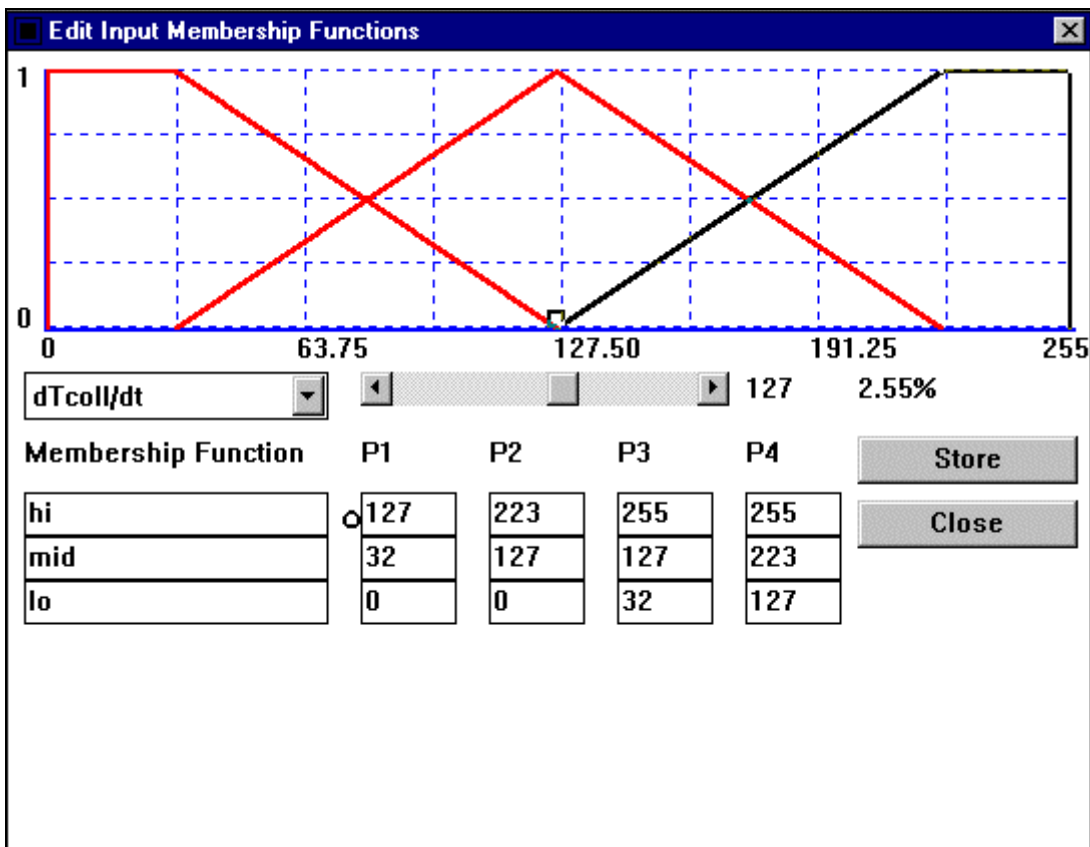 Edit Input Membership Functions
1
0
0 63.75 127.50 191.25 255
dTcoll/dt 127 2.55%
Membership Function P1 P2 P3 P4 Store
hi 127 223 255 255 Close
mid 32 127 127 223
lo 0 0 32 127